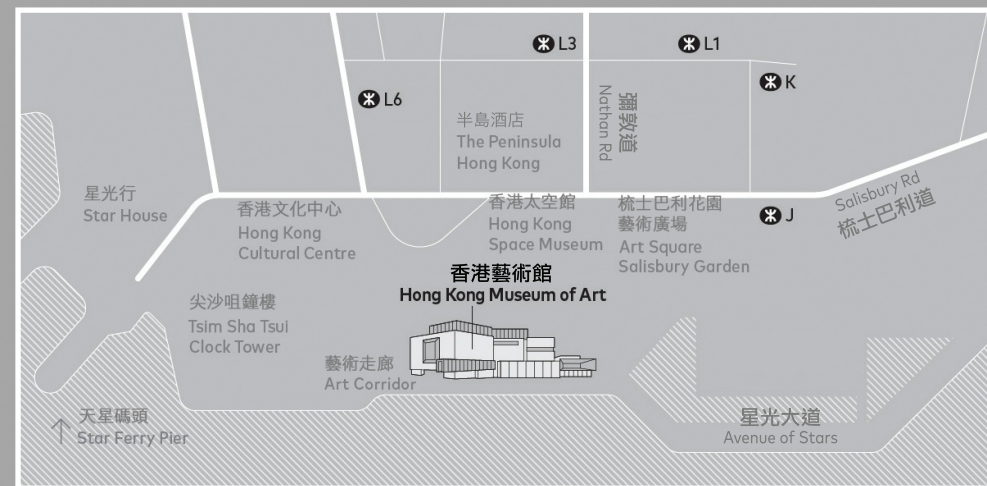 L3
L1
K
L6
半島酒店
The Peninsula
Hong Kong
彌敦道
Nathan Rd
星光行
Star House
香港文化中心
Hong Kong
Cultural Centre
香港太空館
Hong Kong
Space Museum
梳士巴利花園
藝術廣場
Art Square
Salisbury Garden
J
Salisbury Rd
梳士巴利道
香港藝術館
Hong Kong Museum of Art
尖沙咀鐘樓
Tsim Sha Tsui
Clock Tower
藝術走廊
Art Corridor
天星碼頭
Star Ferry Pier
星光大道
Avenue of Stars